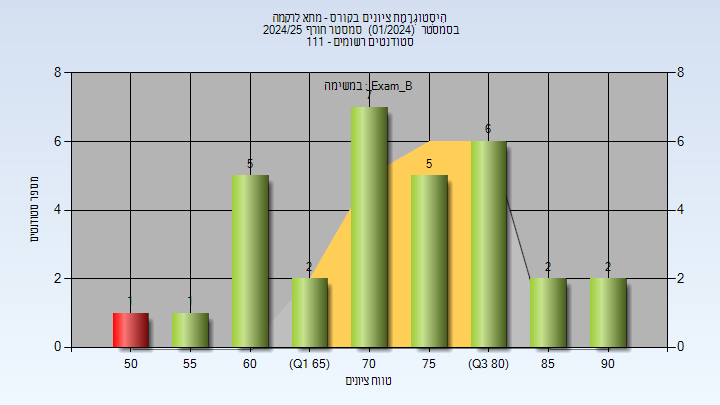 היסטוגרמת ציונים בקורס - מתא לרקמה
בסמסטר (01/2024) סמסטר חורף 2024/25
סטודנטים רשומים - 111
במשימה : Exam_B
8 8
7
6 6 6
5 5
מספר סטודנטים
4 4
2 2 2 2 2
1 1
0 0
50 55 60 (Q1 65) 70 75 (Q3 80) 85 90
טווח ציונים